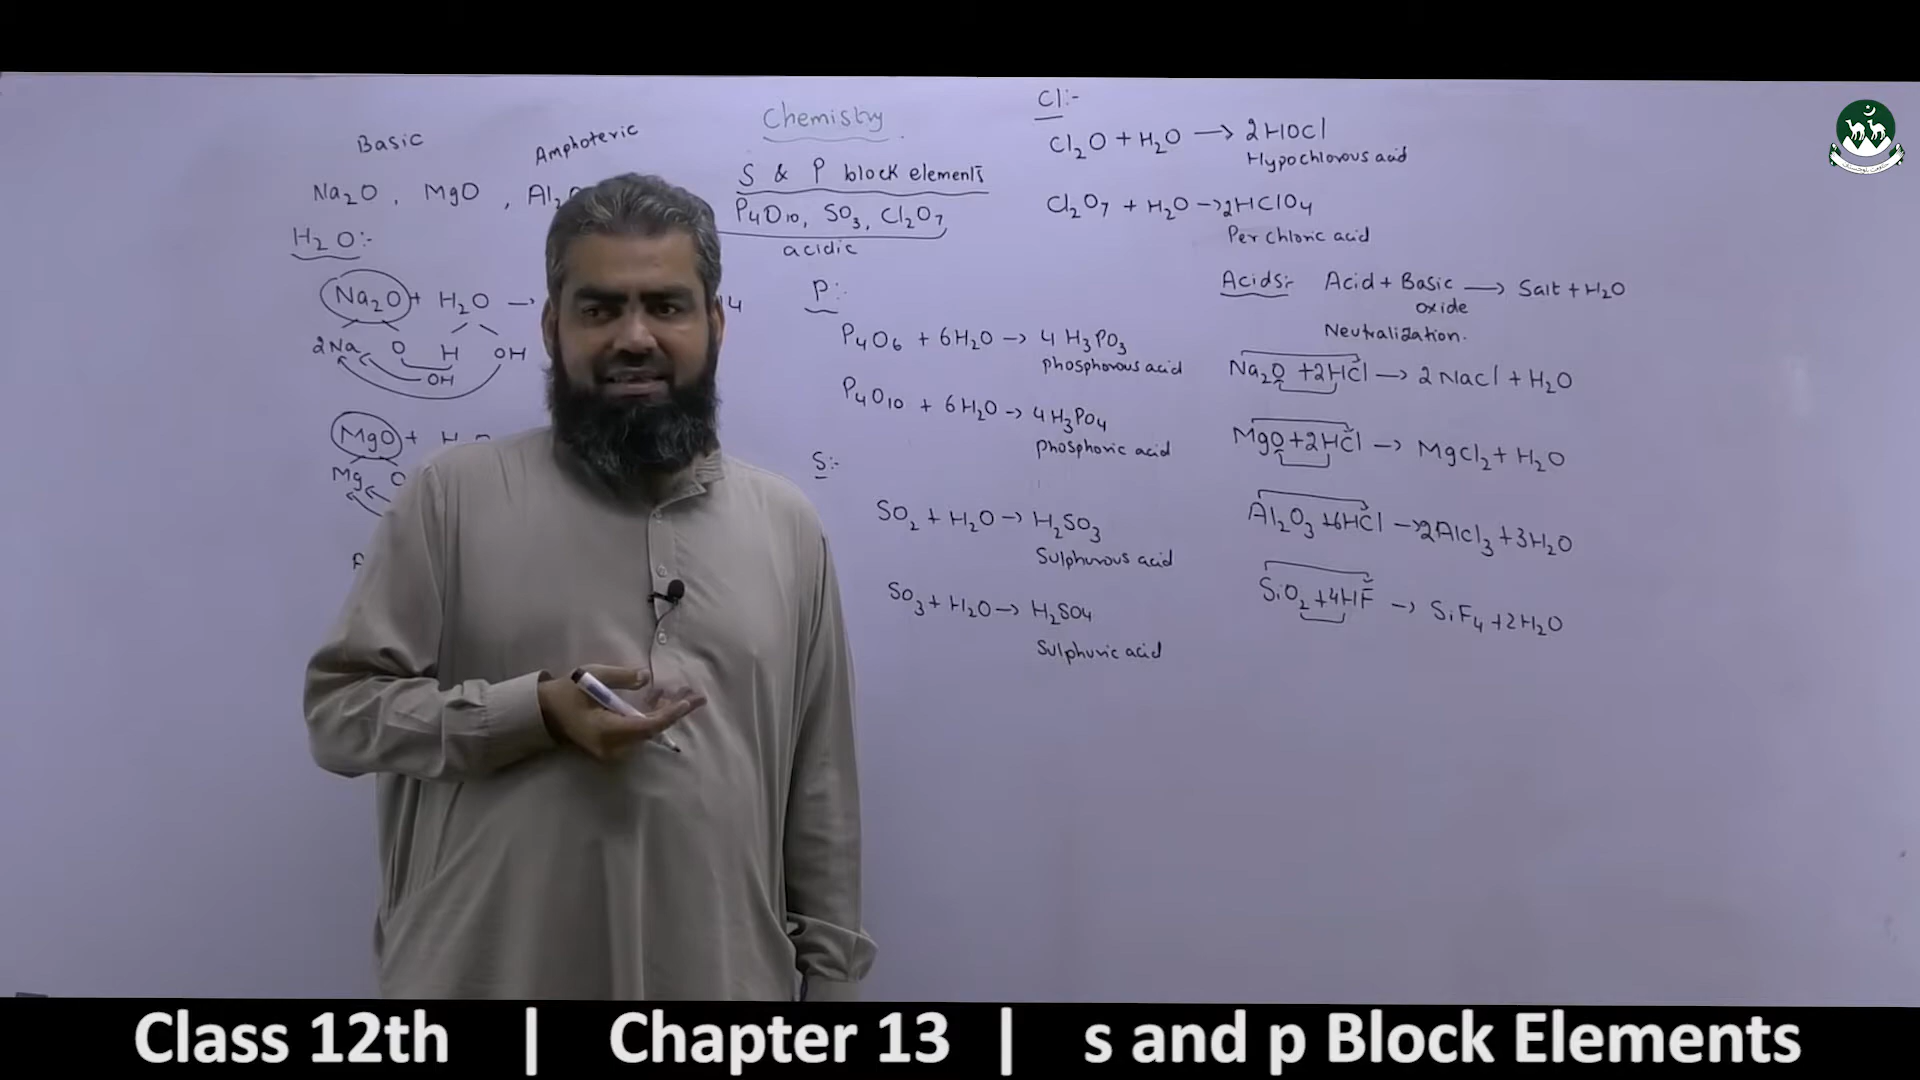 Chemistry
S & P block elements
Basic
Amphoteric
Na2O , MgO , Al2
P4O10, SO3, Cl2O7
acidic
H2O:-
Na2O + H2O →
2Na O H OH
OH
MgO +
Mg
14
P:-
P4O6 + 6H2O → 4 H3PO3
phosphorous acid
P4O10 + 6H2O → 4 H3PO4
phosphoric acid
S:-
SO2 + H2O → H2SO3
Sulphurous acid
SO3 + H2O → H2SO4
Sulphuric acid
Cl:-
Cl2O + H2O → 2HOCl
Hypochlorous acid
Cl2O7 + H2O → 2HClO4
Per chloric acid
Acids:- Acid + Basic → Salt + H2O
oxide
Neutralization.
Na2O + 2HCl → 2 NaCl + H2O
MgO + 2HCl → MgCl2 + H2O
Al2O3 + 6HCl → 2AlCl3 + 3H2O
SiO2 + 4HF → SiF4 + 2H2O
Class 12th | Chapter 13 | s and p Block Elements